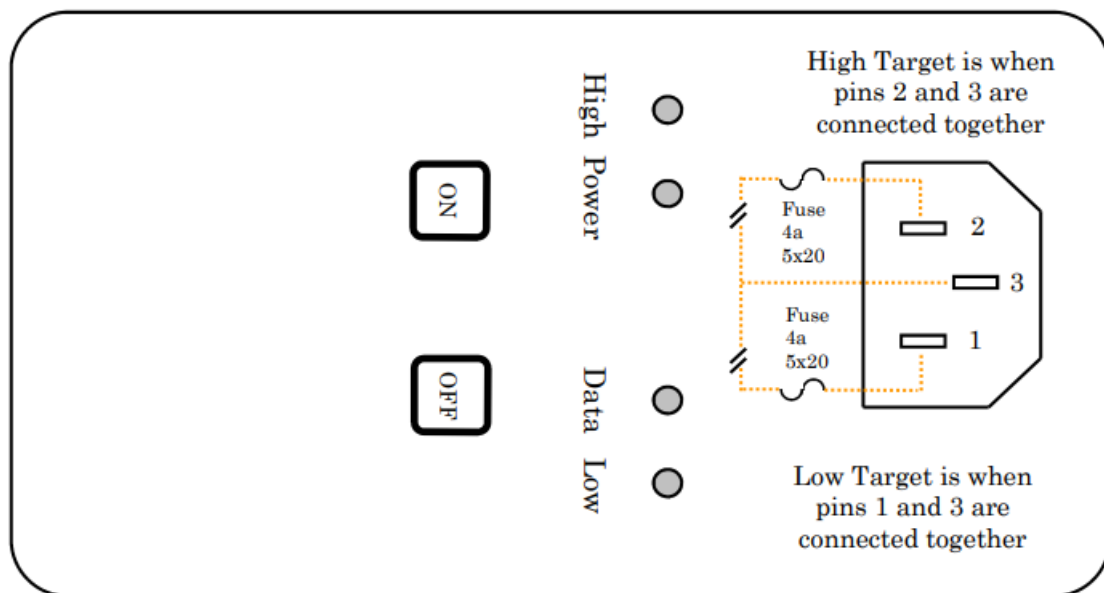 High Target is when
pins 2 and 3 are
connected together
High
Power
ON
Fuse
4a
5x20
2
3
Fuse
4a
5x20
1
OFF
Data
Low
Low Target is when
pins 1 and 3 are
connected together